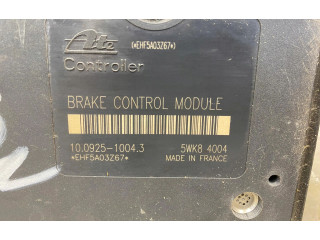 Ate (*EHF5A03Z67*)
Controller
BRAKE CONTROL MODULE
10.0925-1004.3 5WK8 4004
*EHF5A03Z67* MADE IN FRANCE